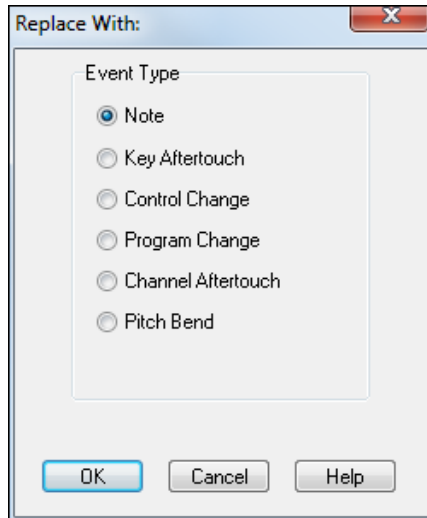 Replace With:
Event Type
Note
Key Aftertouch
Control Change
Program Change
Channel Aftertouch
Pitch Bend
OK Cancel Help